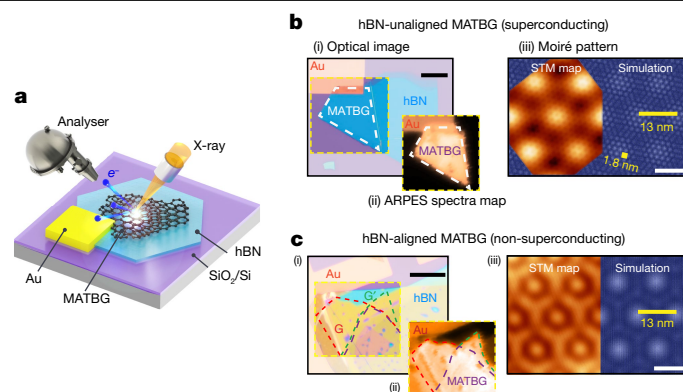 a
Analyser
X-ray
e⁻
Au
MATBG
hBN
SiO₂/Si
b
hBN-unaligned MATBG (superconducting)
(i) Optical image
Au
MATBG
hBN
Au
MATBG
(ii) ARPES spectra map
(iii) Moiré pattern
STM map
Simulation
13 nm
1.8 nm
c
hBN-aligned MATBG (non-superconducting)
(i)
Au
G′
hBN
G
Au
MATBG
(ii)
(iii)
STM map
Simulation
13 nm